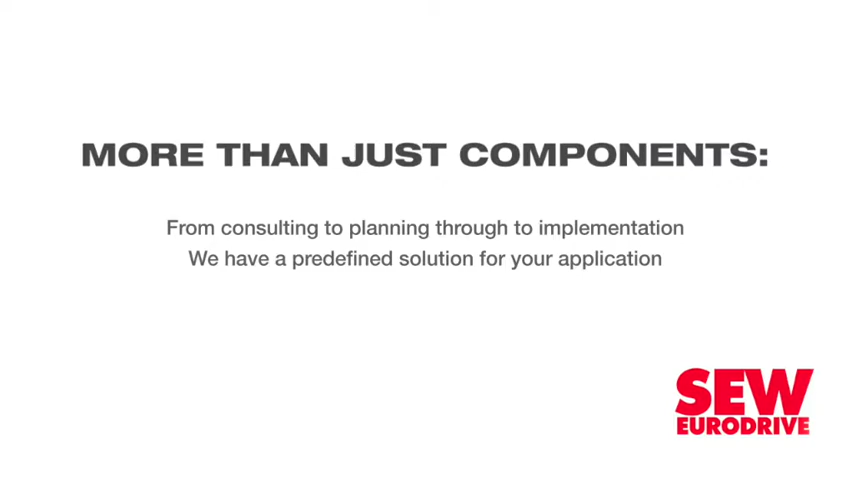 MORE THAN JUST COMPONENTS:
From consulting to planning through to implementation
We have a predefined solution for your application
SEW
EURODRIVE